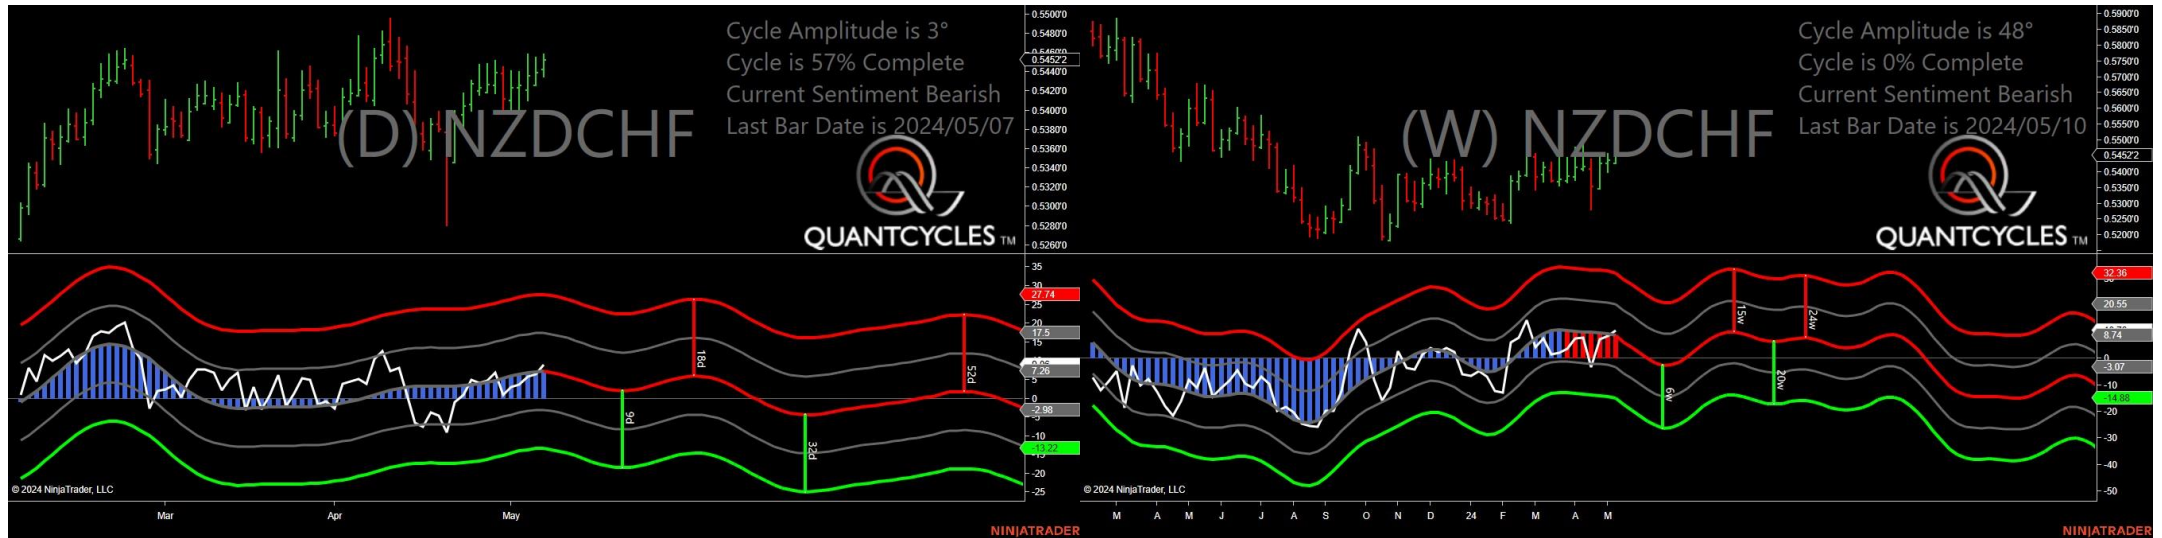 Cycle Amplitude is 3°
Cycle is 57% Complete
Current Sentiment Bearish
Last Bar Date is 2024/05/07
(D) NZDCHF
QUANTCYCLES TM
0.5500'0
0.5480'0
0.5452'2
0.5440'0
0.5420'0
0.5400'0
0.5380'0
0.5360'0
0.5340'0
0.5320'0
0.5300'0
0.5280'0
0.5260'0
35
30
27.74
25
20
17.5
15
7.26
5
0
-2.98
-10
-13.22
-15
-20
-25
9d
18d
32d
52d
© 2024 NinjaTrader, LLC
Mar
Apr
May
NINJATRADER
Cycle Amplitude is 48°
Cycle is 0% Complete
Current Sentiment Bearish
Last Bar Date is 2024/05/10
(W) NZDCHF
QUANTCYCLES TM
0.5900'0
0.5850'0
0.5800'0
0.5750'0
0.5700'0
0.5650'0
0.5600'0
0.5550'0
0.5500'0
0.5452'2
0.5400'0
0.5350'0
0.5300'0
0.5250'0
0.5200'0
32.36
30
20.55
8.74
0
-3.07
-10
-14.88
-20
-30
-40
-50
6w
15w
20w
24w
© 2024 NinjaTrader, LLC
M
A
M
J
J
A
S
O
N
D
24
F
M
A
M
NINJATRADER